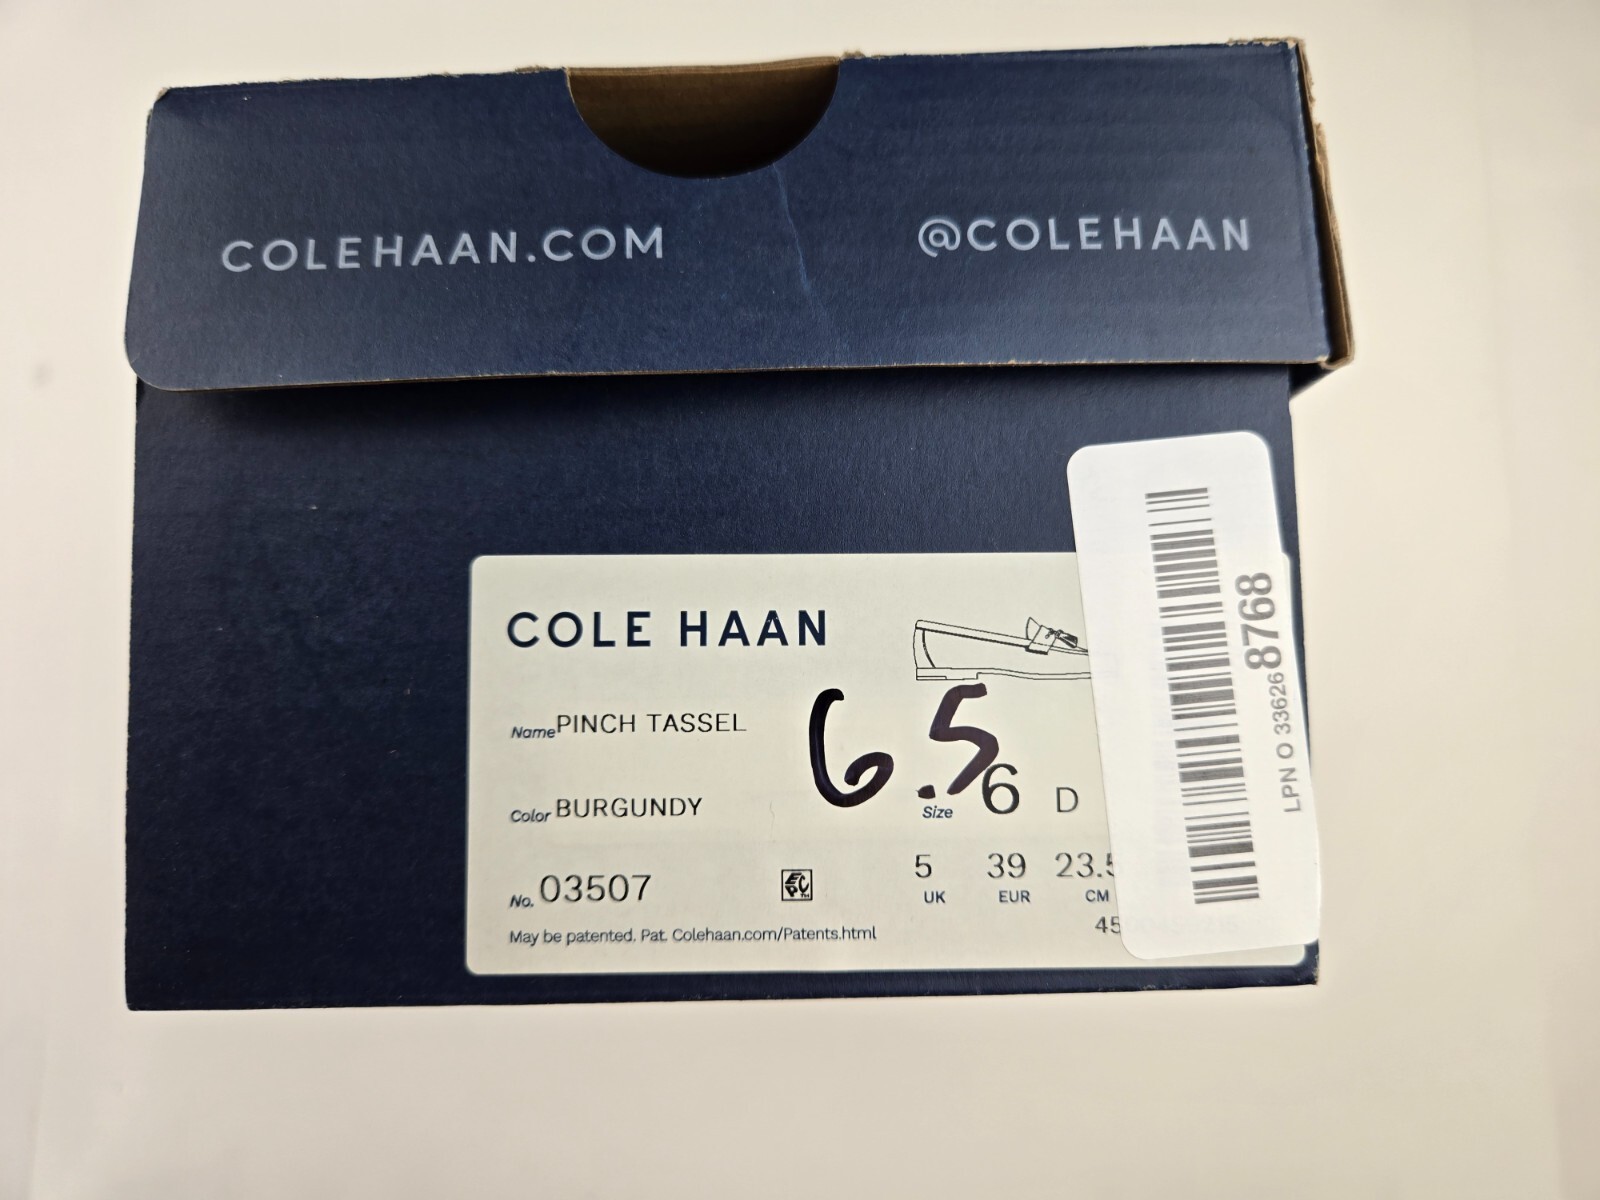 COLEHAAN.COM
@COLEHAAN
COLE HAAN
Name PINCH TASSEL
6.5
Color BURGUNDY
Size 6 D
No. 03507
5 39 23.5
UK EUR CM
May be patented. Pat. Colehaan.com/Patents.html
LPN O 33626 8768